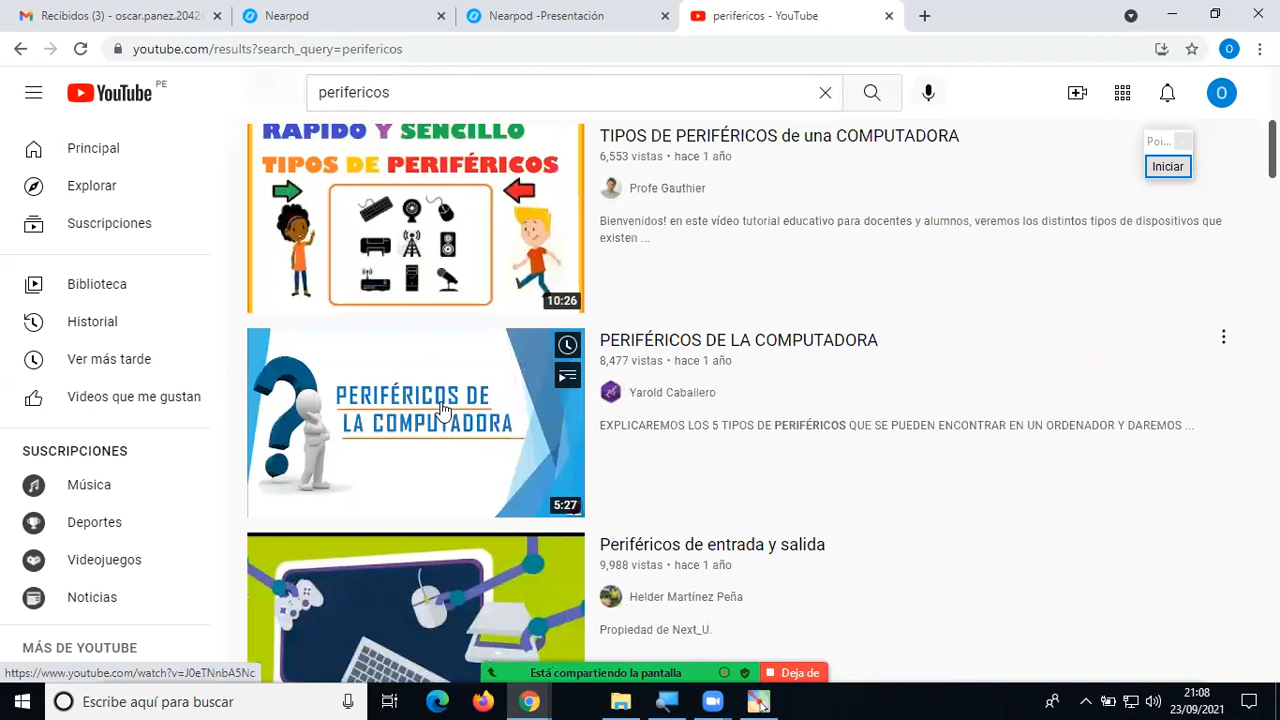 Recibidos (3) - oscar.panez.2042
Nearpod
Nearpod -Presentación
perifericos - YouTube
youtube.com/results?search_query=perifericos
O
YouTube PE
perifericos
O
Principal
Explorar
Suscripciones
Biblioteca
Historial
Ver más tarde
Videos que me gustan
SUSCRIPCIONES
Música
Deportes
Videojuegos
Noticias
MÁS DE YOUTUBE
RAPIDO Y SENCILLO
TIPOS DE PERIFÉRICOS
10:26
TIPOS DE PERIFÉRICOS de una COMPUTADORA
6,553 vistas • hace 1 año
Profe Gauthier
Bienvenidos! en este vídeo tutorial educativo para docentes y alumnos, veremos los distintos tipos de dispositivos que
existen ...
Poi...
Iniciar
PERIFÉRICOS DE
LA COMPUTADORA
5:27
PERIFÉRICOS DE LA COMPUTADORA
8,477 vistas • hace 1 año
Yarold Caballero
EXPLICAREMOS LOS 5 TIPOS DE PERIFÉRICOS QUE SE PUEDEN ENCONTRAR EN UN ORDENADOR Y DAREMOS ...
Periféricos de entrada y salida
9,988 vistas • hace 1 año
Helder Martínez Peña
Propiedad de Next_U.
https://www.youtube.com/watch?v=J0eTNnbA5Nc
Está compartiendo la pantalla
Deja de
Escribe aquí para buscar
21:08
23/09/2021